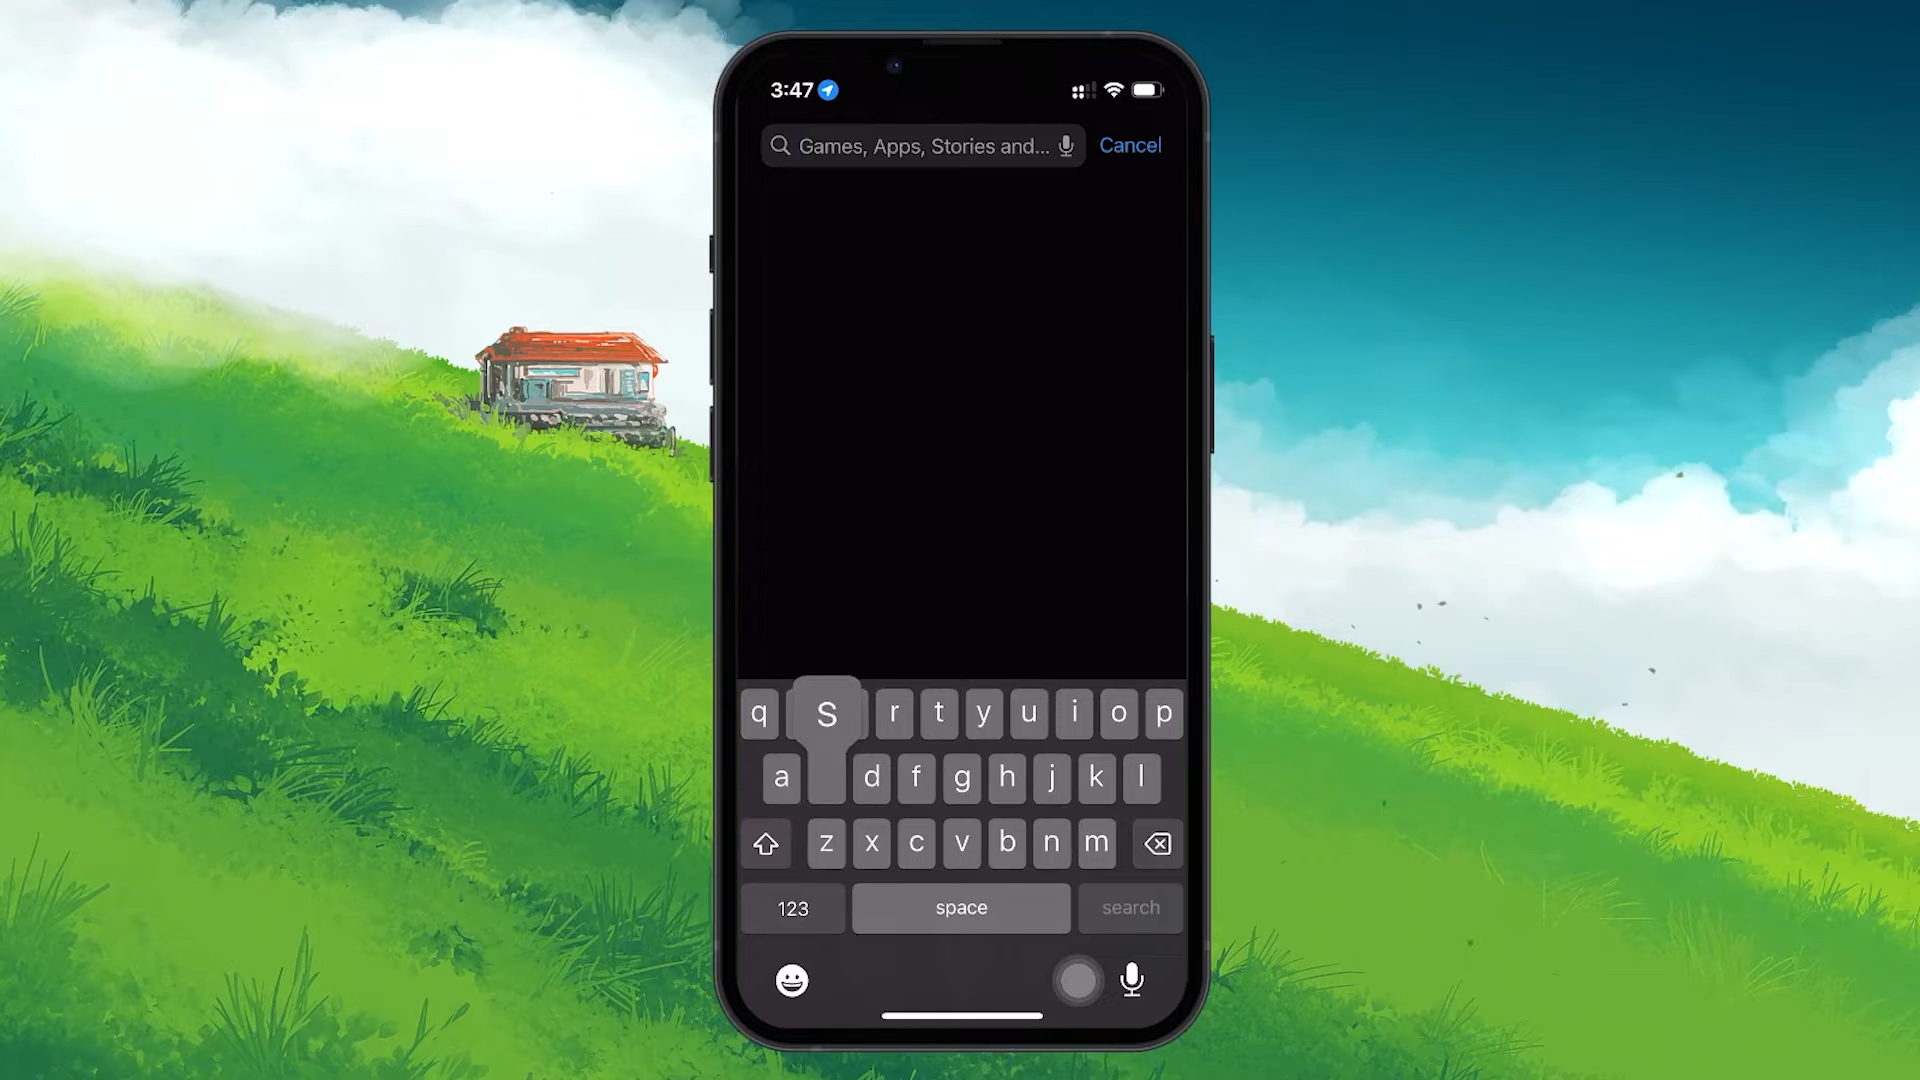 3:47
Games, Apps, Stories and... Cancel
q S r t y u i o p
a d f g h j k l
z x c v b n m
123 space search